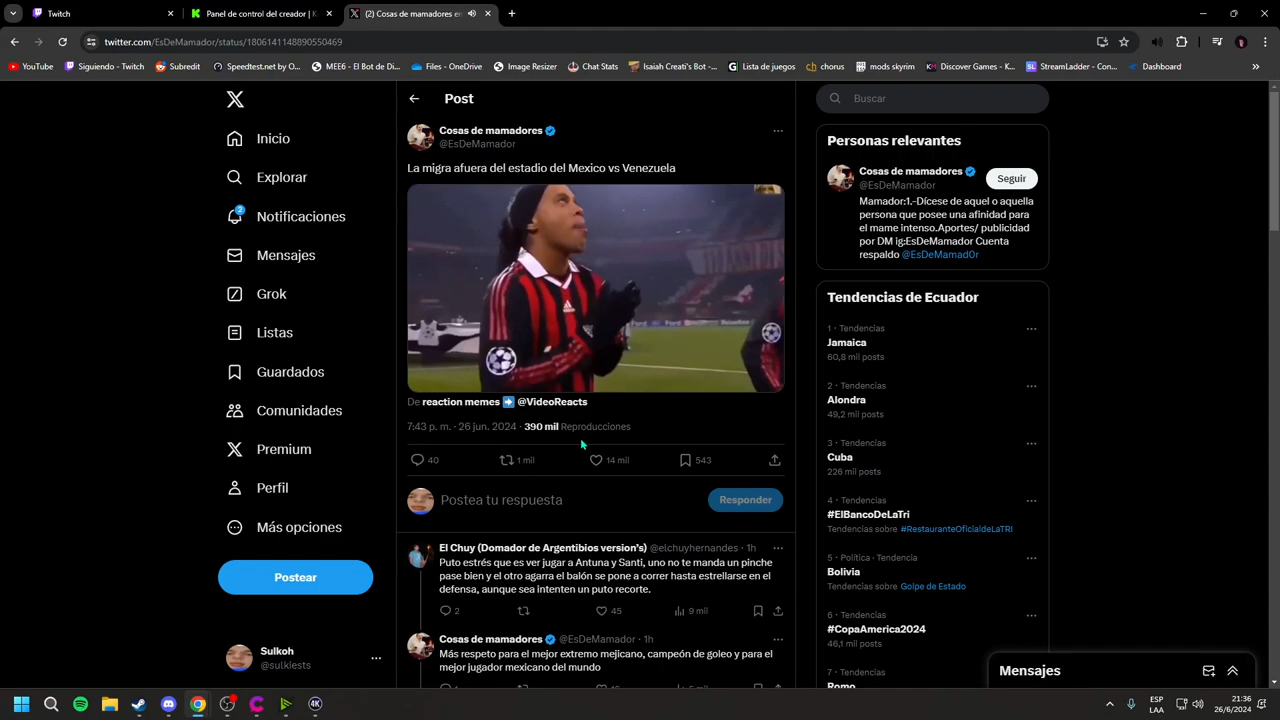 Twitch
Panel de control del creador | K
(2) Cosas de mamadores en
twitter.com/EsDeMamador/status/1806141148890550469
YouTube
Siguiendo - Twitch
Subredit
Speedtest.net by O...
MEE6 - El Bot de Di...
Files - OneDrive
Image Resizer
Chat Stats
Isaiah Creati's Bot -...
Lista de juegos
chorus
mods skyrim
Discover Games - K...
StreamLadder - Con...
Dashboard
Inicio
Explorar
2
Notificaciones
Mensajes
Grok
Listas
Guardados
Comunidades
Premium
Perfil
Más opciones
Postear
Sulkoh
@sulkiests
Post
Cosas de mamadores
@EsDeMamador
La migra afuera del estadio del Mexico vs Venezuela
De reaction memes ➡️ @VideoReacts
7:43 p. m. · 26 jun. 2024 · 390 mil Reproducciones
40 1 mil 14 mil 543
Postea tu respuesta Responder
El Chuy (Domador de Argentibios version’s) @elchuyhernandes · 1h
Puto estrés que es ver jugar a Antuna y Santi, uno no te manda un pinche
pase bien y el otro agarra el balón se pone a correr hasta estrellarse en el
defensa, aunque sea intenten un puto recorte.
2 45 9 mil
Cosas de mamadores @EsDeMamador · 1h
Más respeto para el mejor extremo mejicano, campeón de goleo y para el
mejor jugador mexicano del mundo
Buscar
Personas relevantes
Cosas de mamadores
@EsDeMamador
Seguir
Mamador:1.-Dícese de aquel o aquella
persona que posee una afinidad para
el mame intenso.Aportes/ publicidad
por DM ig:EsDeMamador Cuenta
respaldo @EsDeMamad0r
Tendencias de Ecuador
1 · Tendencias
Jamaica
60,8 mil posts
2 · Tendencias
Alondra
49,2 mil posts
3 · Tendencias
Cuba
226 mil posts
4 · Tendencias
#ElBancoDeLaTri
Tendencias sobre #RestauranteOficialdeLaTRI
5 · Política · Tendencia
Bolivia
Tendencias sobre Golpe de Estado
6 · Tendencias
#CopaAmerica2024
46,1 mil posts
7 · Tendencias
Romo
Mensajes
4K
ESP
LAA
21:36
26/6/2024